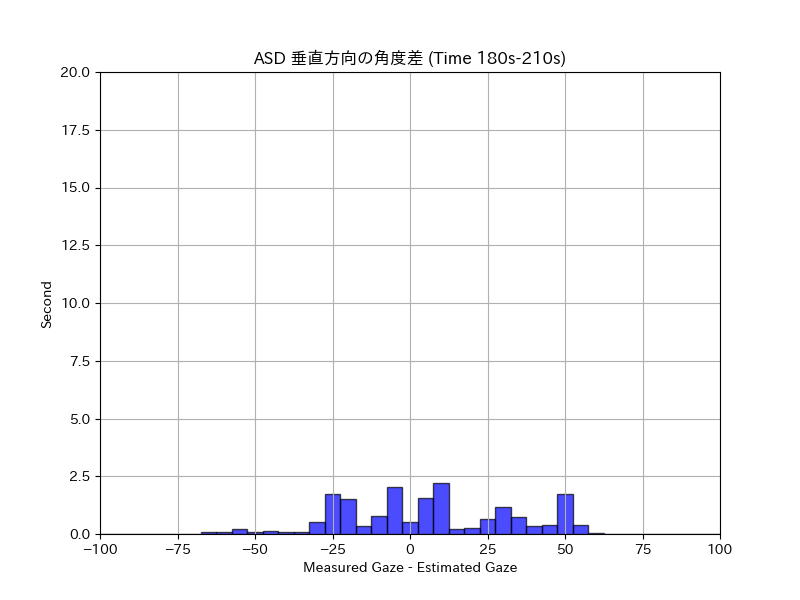 ASD 垂直方向の角度差 (Time 180s-210s)
20.0
17.5
15.0
12.5
10.0
7.5
5.0
2.5
0.0
Second
−100 −75 −50 −25 0 25 50 75 100
Measured Gaze - Estimated Gaze